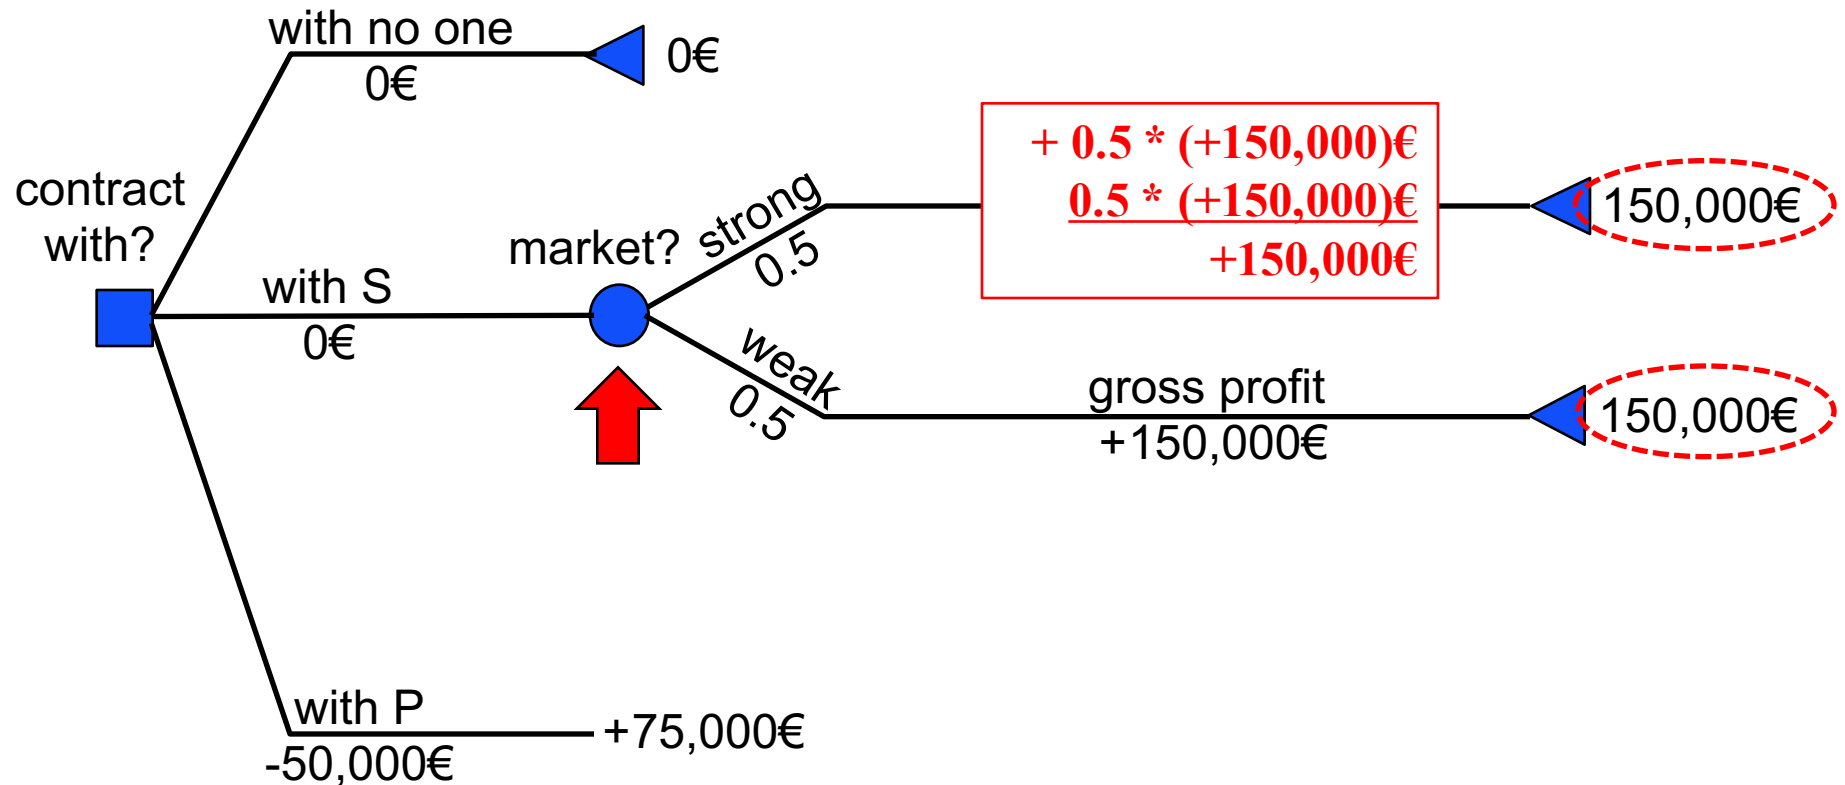 with no one
0€
0€
contract
with?
with S
0€
market?
strong
0.5
+ 0.5 * (+150,000)€
0.5 * (+150,000)€
+150,000€
150,000€
weak
0.5
gross profit
+150,000€
150,000€
with P
-50,000€
+75,000€